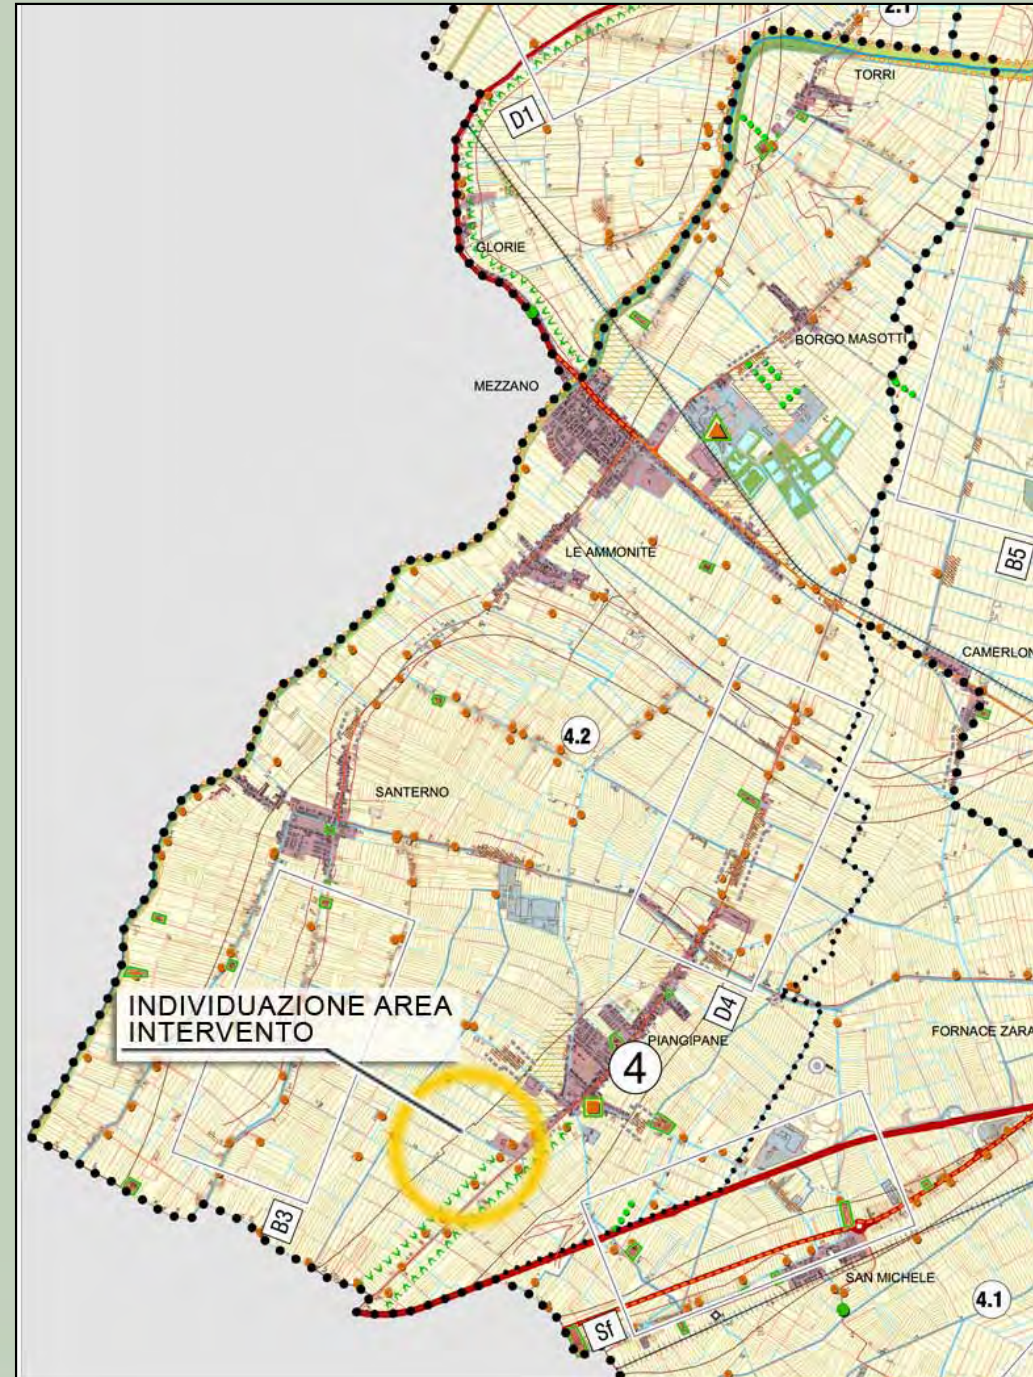 2.1
TORRI
D1
GLORIE
BORGO MASOTTI
MEZZANO
B5
LE AMMONITE
CAMERLON
4.2
SANTERNO
INDIVIDUAZIONE AREA
INTERVENTO
D4
FORNACE ZARA
PIANGIPANE
4
B3
SAN MICHELE
4.1
Sf